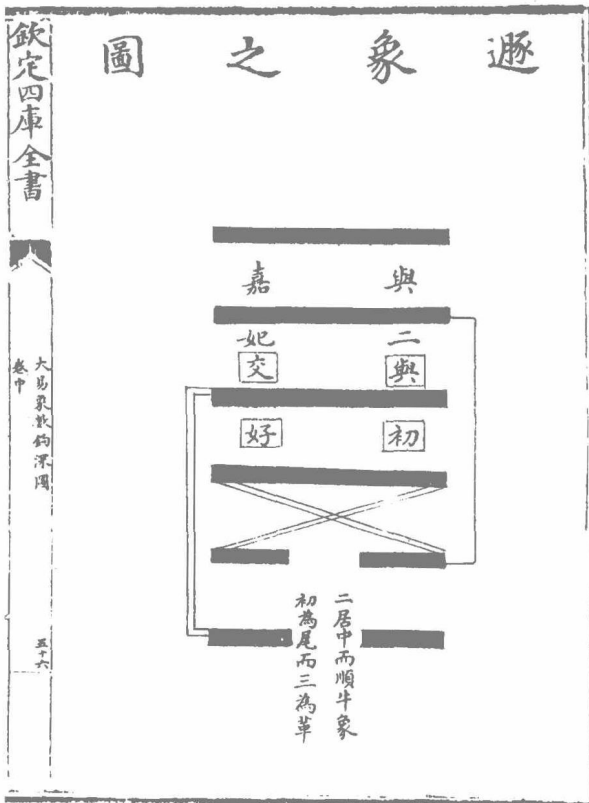 遯象之圖
與二
嘉妃
與初
交好
二居中而順牛象
初為尾而三為革
欽定四庫全書
大易象數鈎深圖
卷中
五十六